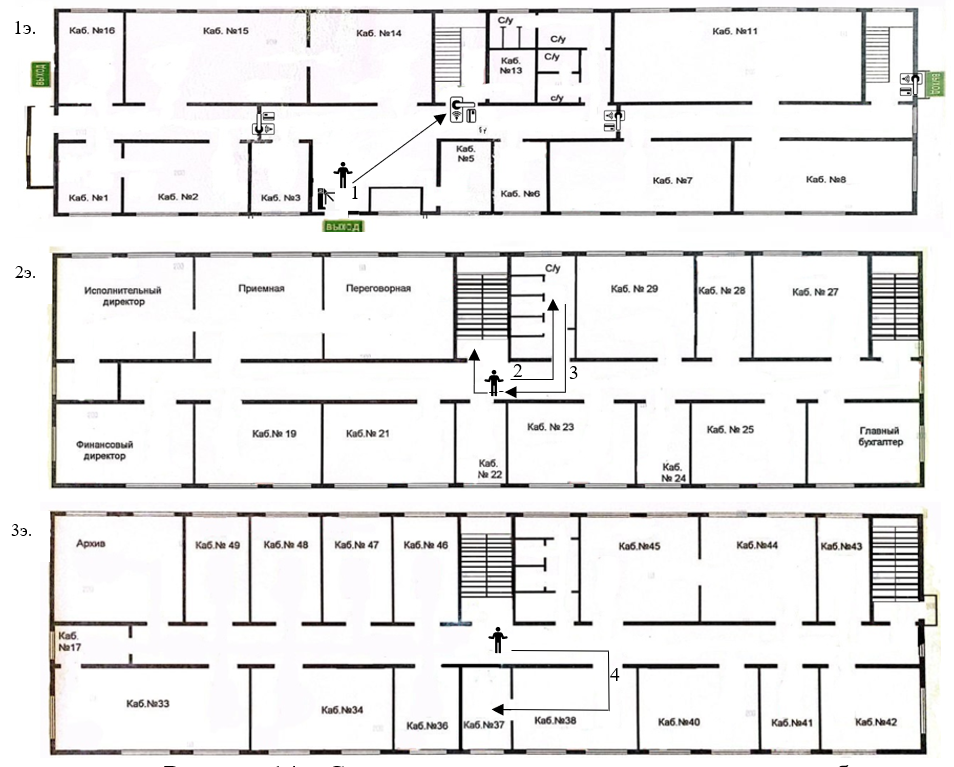 1э.
Каб. №16
Каб. №15
Каб. №14
С/у
С/у
С/у
с/у
Каб.
№13
Каб. №11
ВЫХОД
ВЫХОД
Каб. №1
Каб. №2
Каб. №3
1
Каб.
№5
Каб. №6
Каб. №7
Каб. №8
ВЫХОД
2э.
Исполнительный
директор
Приемная
Переговорная
С/у
Каб. № 29
Каб. № 28
Каб. № 27
2
3
Финансовый
директор
Каб.№ 19
Каб.№ 21
Каб.
№ 22
Каб. № 23
Каб.
№ 24
Каб. № 25
Главный
бухгалтер
3э.
Архив
Каб.№ 49
Каб.№ 48
Каб.№ 47
Каб.№ 46
Каб.№45
Каб.№44
Каб.№43
Каб.
№17
4
Каб.№33
Каб.№34
Каб.№36
Каб.№37
Каб.№38
Каб.№40
Каб.№41
Каб.№42